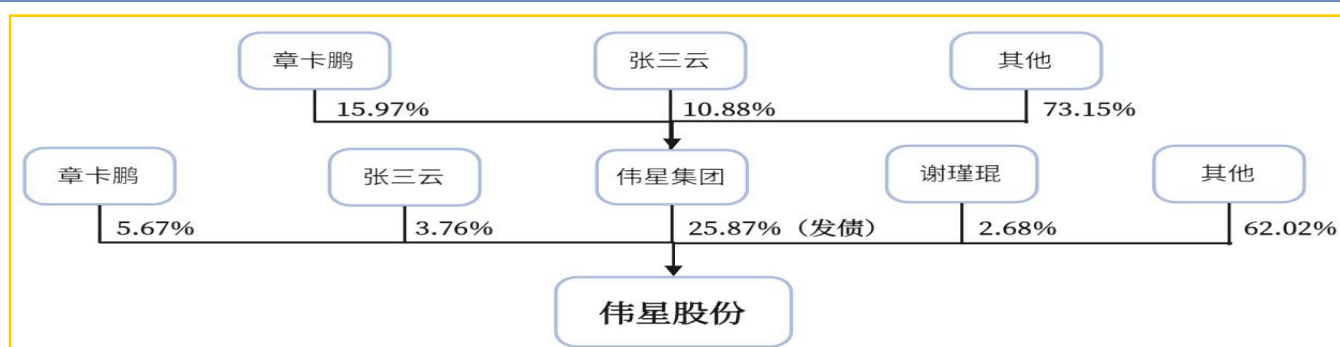 章卡鹏 张三云 其他
15.97% 10.88% 73.15%
章卡鹏 张三云 伟星集团 谢瑾琨 其他
5.67% 3.76% 25.87%（发债） 2.68% 62.02%
伟星股份